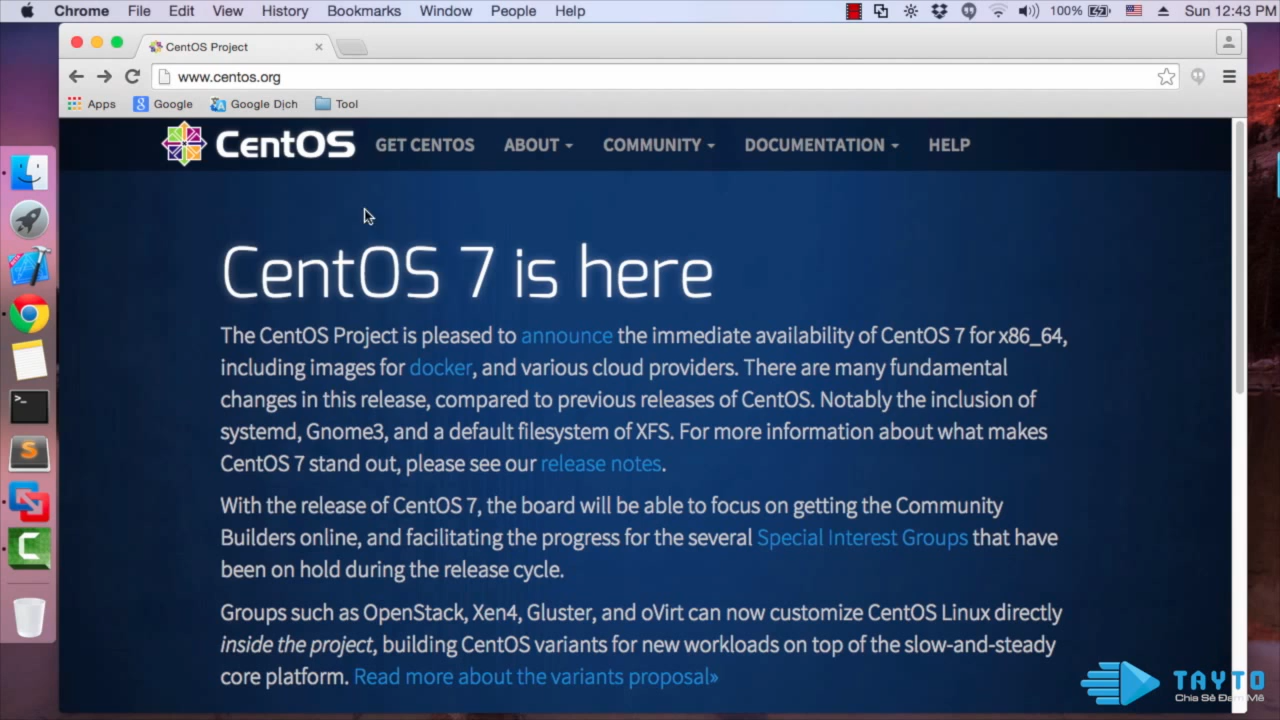 Chrome File Edit View History Bookmarks Window People Help 100% Sun 12:43 PM
CentOS Project
www.centos.org
Apps Google Google Dịch Tool
CentOS GET CENTOS ABOUT COMMUNITY DOCUMENTATION HELP
CentOS 7 is here
The CentOS Project is pleased to announce the immediate availability of CentOS 7 for x86_64,
including images for docker, and various cloud providers. There are many fundamental
changes in this release, compared to previous releases of CentOS. Notably the inclusion of
systemd, Gnome3, and a default filesystem of XFS. For more information about what makes
CentOS 7 stand out, please see our release notes.
With the release of CentOS 7, the board will be able to focus on getting the Community
Builders online, and facilitating the progress for the several Special Interest Groups that have
been on hold during the release cycle.
Groups such as OpenStack, Xen4, Gluster, and oVirt can now customize CentOS Linux directly
inside the project, building CentOS variants for new workloads on top of the slow-and-steady
core platform. Read more about the variants proposal»
TAYTO
Chia Sẻ Đam Mê